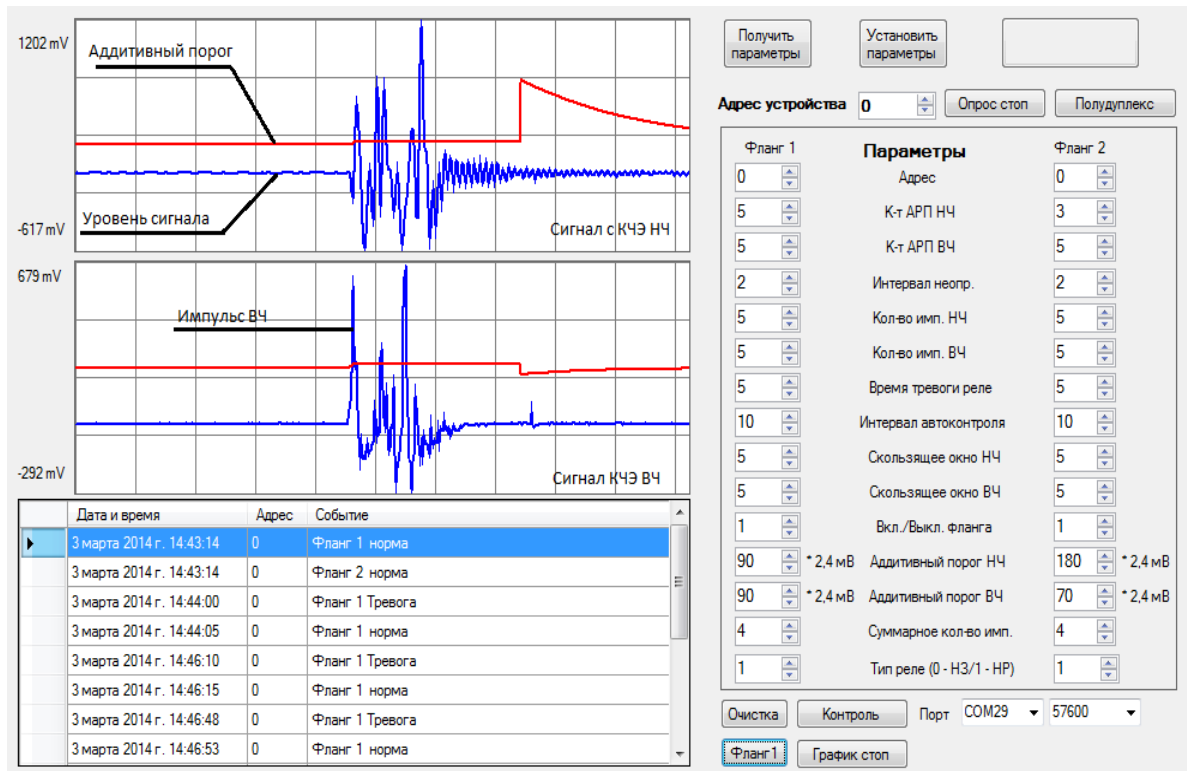 1202 mV
Аддитивный порог
Уровень сигнала
-617 mV
Сигнал с КЧЭ НЧ
679 mV
Импульс ВЧ
-292 mV
Сигнал КЧЭ ВЧ
Дата и время Адрес Событие
3 марта 2014 г. 14:43:14 0 Фланг 1 норма
3 марта 2014 г. 14:43:14 0 Фланг 2 норма
3 марта 2014 г. 14:44:00 0 Фланг 1 Тревога
3 марта 2014 г. 14:44:05 0 Фланг 1 норма
3 марта 2014 г. 14:46:10 0 Фланг 1 Тревога
3 марта 2014 г. 14:46:15 0 Фланг 1 норма
3 марта 2014 г. 14:46:48 0 Фланг 1 Тревога
3 марта 2014 г. 14:46:53 0 Фланг 1 норма
Получить параметры Установить параметры
Адрес устройства 0 Опрос стоп Полудуплекс
Фланг 1 Параметры Фланг 2
0 Адрес 0
5 К-т АРП НЧ 3
5 К-т АРП ВЧ 5
2 Интервал неопр. 2
5 Кол-во имп. НЧ 5
5 Кол-во имп. ВЧ 5
5 Время тревоги реле 5
10 Интервал автоконтроля 10
5 Скользящее окно НЧ 5
5 Скользящее окно ВЧ 5
1 Вкл./Выкл. фланга 1
90 * 2,4 мВ Аддитивный порог НЧ 180 * 2,4 мВ
90 * 2,4 мВ Аддитивный порог ВЧ 70 * 2,4 мВ
4 Суммарное кол-во имп. 4
1 Тип реле (0 - НЗ/1 - НР) 1
Очистка Контроль Порт COM29 57600
Фланг1 График стоп